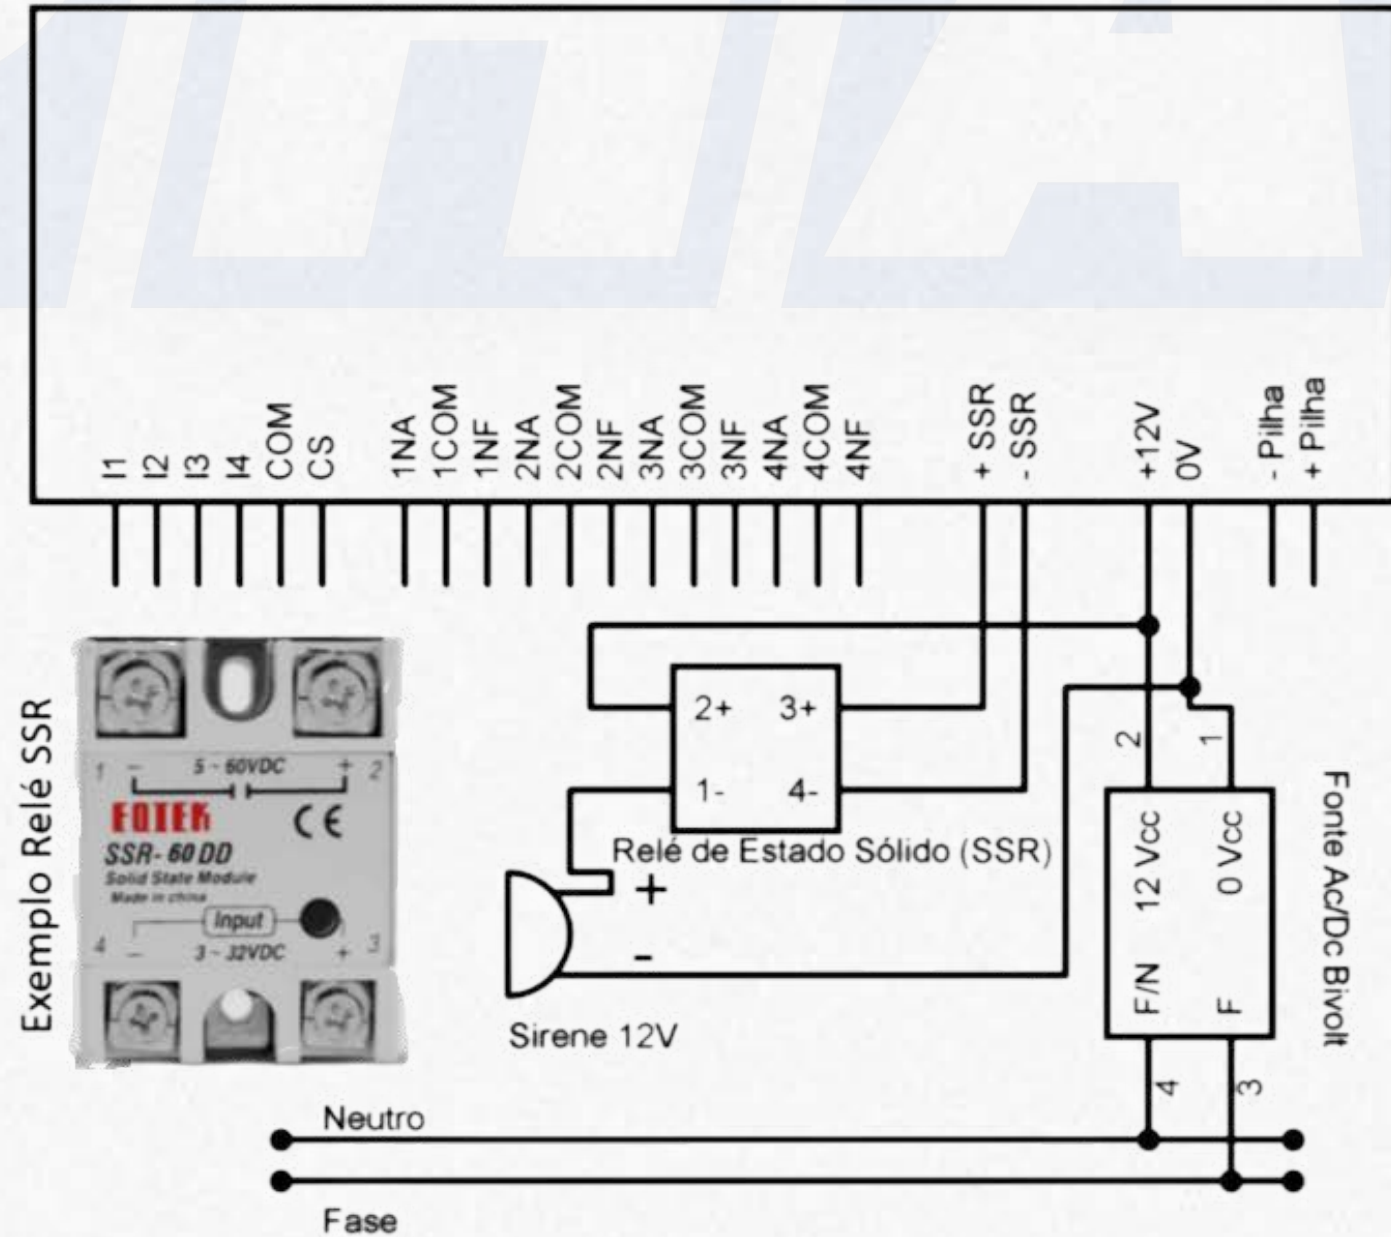 I1
I2
I3
I4
COM
CS
1NA
1COM
1NF
2NA
2COM
2NF
3NA
3COM
3NF
4NA
4COM
4NF
+ SSR
- SSR
+12V
0V
- Pilha
+ Pilha
Exemplo Relé SSR
1 - 5 ~ 60VDC + 2
FOTEK CE
SSR- 60 DD
Solid State Module
Made in china
Input
4 - 3 ~ 32VDC + 3
2+ 3+
1- 4-
Relé de Estado Sólido (SSR)
+
-
Sirene 12V
2
1
12 Vcc
0 Vcc
F/N
F
4
3
Fonte Ac/Dc Bivolt
Neutro
Fase